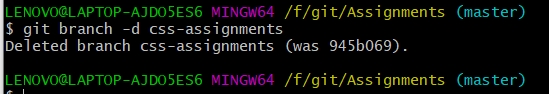 LENOVO@LAPTOP-AJDO5ES6 MINGW64 /f/git/Assignments (master)
$ git branch -d css-assignments
Deleted branch css-assignments (was 945b069).
LENOVO@LAPTOP-AJDO5ES6 MINGW64 /f/git/Assignments (master)
$